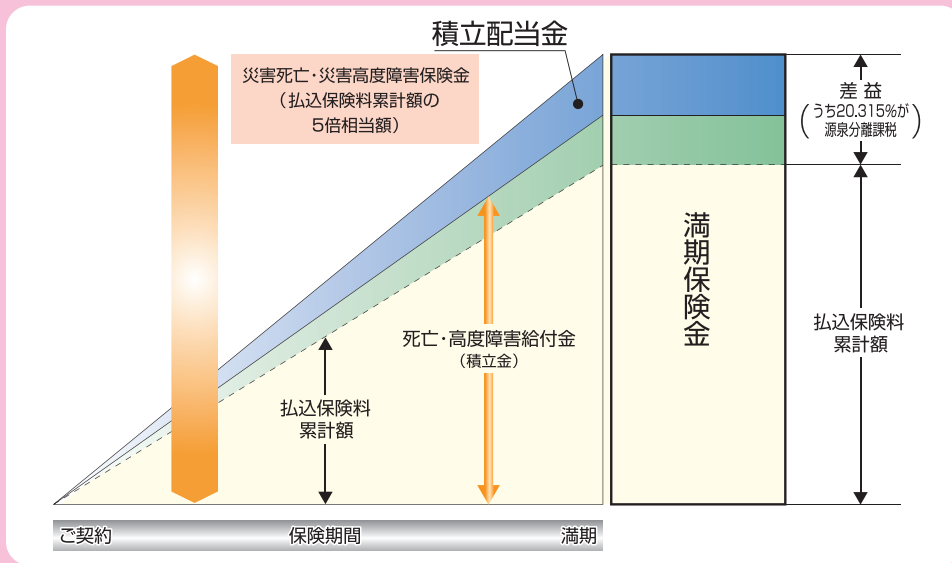 積立配当金
災害死亡・災害高度障害保険金
（払込保険料累計額の
5倍相当額）
差益
（うち20.315%が
源泉分離課税）
満期保険金
死亡・高度障害給付金
（積立金）
払込保険料
累計額
払込保険料
累計額
ご契約
保険期間
満期